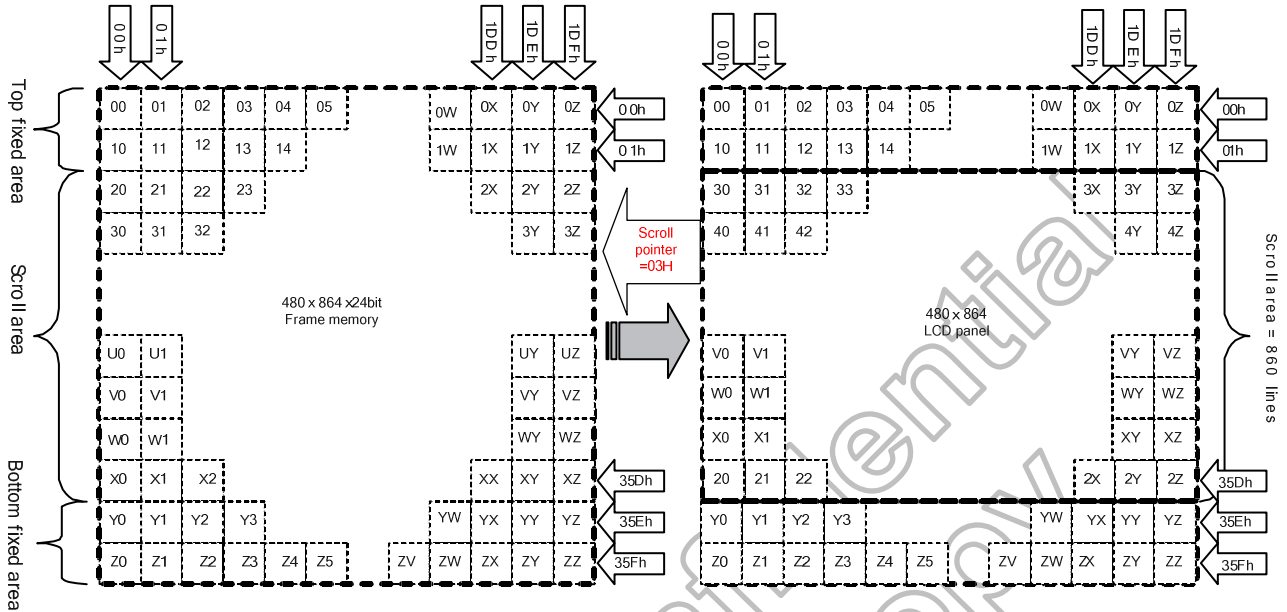 00h 01h 1DDh 1DEh 1DFh 00h 01h 1DDh 1DEh 1DFh
Top fixed area
00 01 02 03 04 05 0W 0X 0Y 0Z 00h 00 01 02 03 04 05 0W 0X 0Y 0Z 00h
10 11 12 13 14 1W 1X 1Y 1Z 01h 10 11 12 13 14 1W 1X 1Y 1Z 01h
20 21 22 23 2X 2Y 2Z 30 31 32 33 3X 3Y 3Z
30 31 32 3Y 3Z 40 41 42 4Y 4Z
Scroll
pointer
=03H
Scroll area
480 x 864 x24bit
Frame memory
480 x 864
LCD panel
Scroll area = 860 lines
U0 U1 UY UZ V0 V1 VY VZ
V0 V1 VY VZ W0 W1 WY WZ
W0 W1 WY WZ X0 X1 XY XZ
X0 X1 X2 XX XY XZ 35Dh 20 21 22 2X 2Y 2Z 35Dh
Bottom fixed area
Y0 Y1 Y2 Y3 YW YX YY YZ 35Eh Y0 Y1 Y2 Y3 YW YX YY YZ 35Eh
Z0 Z1 Z2 Z3 Z4 Z5 ZV ZW ZX ZY ZZ 35Fh Z0 Z1 Z2 Z3 Z4 Z5 ZV ZW ZX ZY ZZ 35Fh